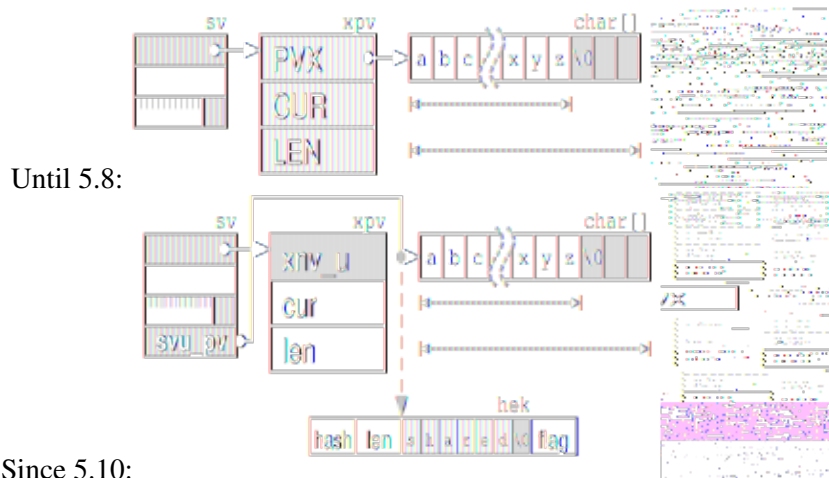 sv xpv char[]
PVX a b c x y z \0
CUR
LEN
Until 5.8:
sv xpv char[]
xnv_u a b c x y z \0
cur
svu_pv len
hek
hash len s h a r e d \0 flag
Since 5.10: